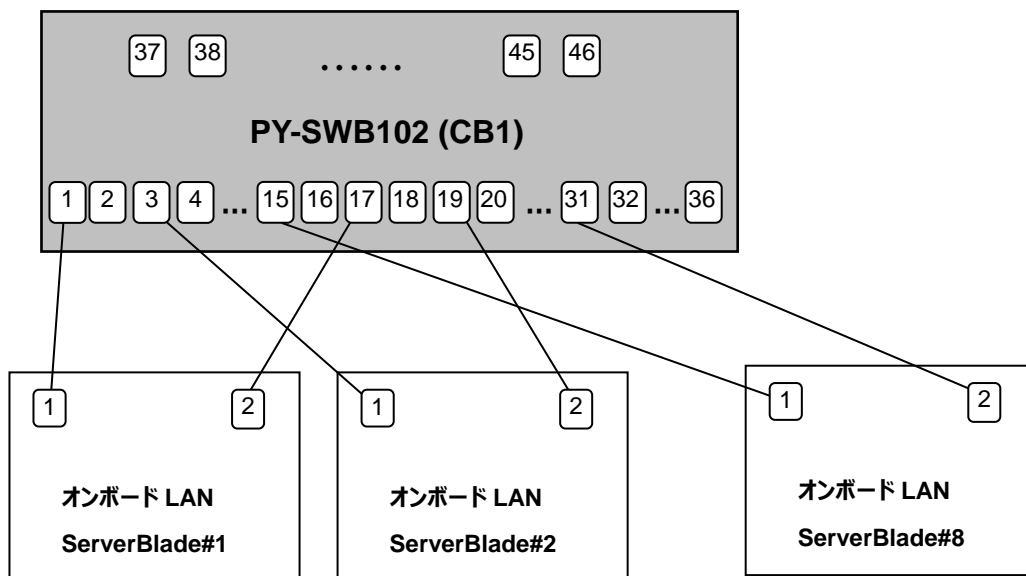 37 38 ...... 45 46
PY-SWB102 (CB1)
1 2 3 4 ... 15 16 17 18 19 20 ... 31 32 ... 36
1 2 1 2 1 2
オンボード LAN オンボード LAN オンボード LAN
ServerBlade#1 ServerBlade#2 ServerBlade#8